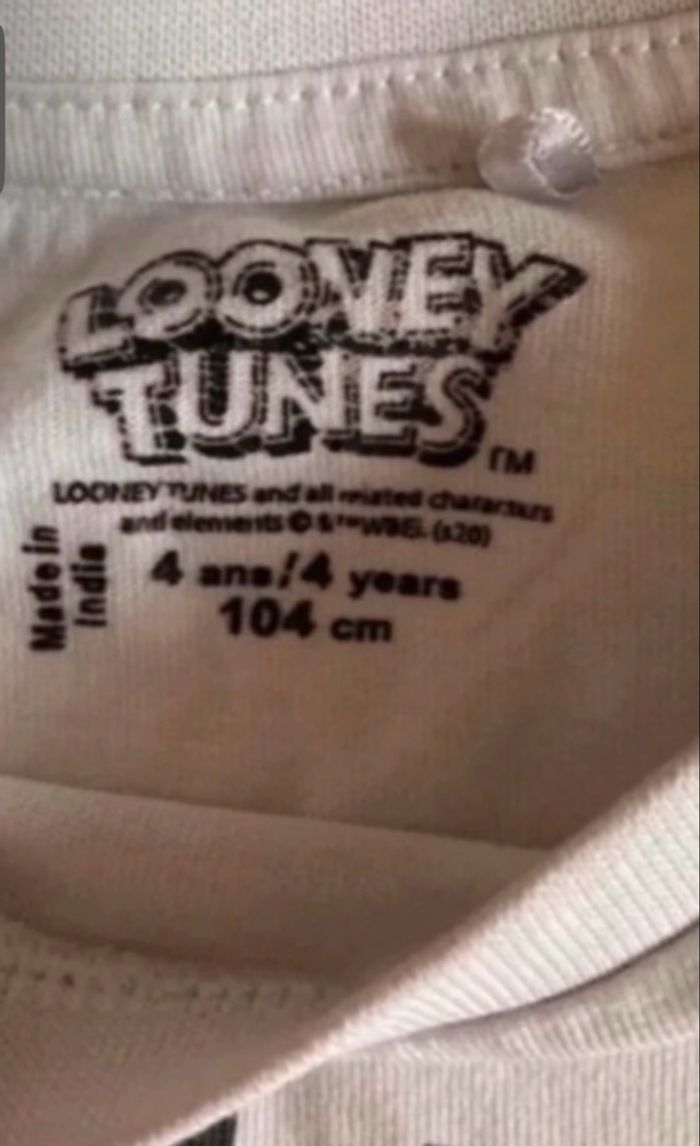 LOONEY
TUNES
TM
LOONEY TUNES and all related characters
and elements © & ™ WBEI. (s20)
4 ans/4 years
104 cm
Made in
India